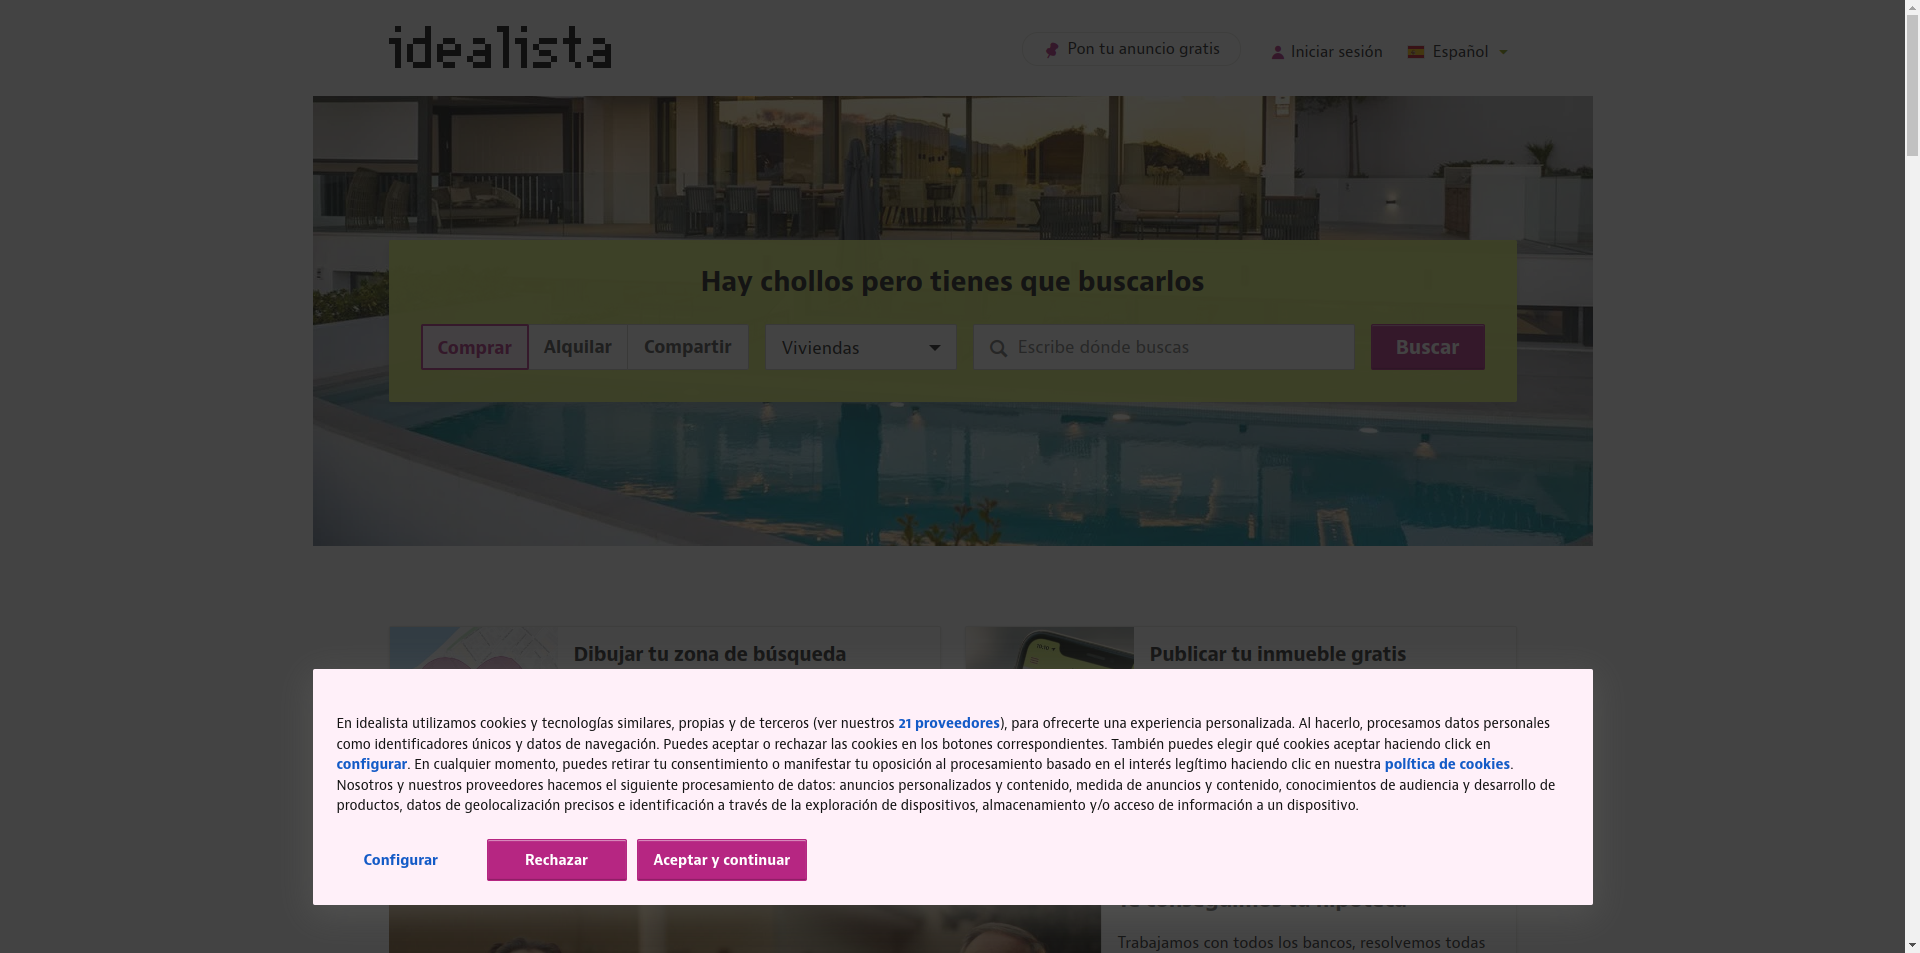 idealista
Pon tu anuncio gratis
Iniciar sesión
Español
Hay chollos pero tienes que buscarlos
Comprar
Alquilar
Compartir
Viviendas
Escribe dónde buscas
Buscar
Dibujar tu zona de búsqueda
Publicar tu inmueble gratis
En idealista utilizamos cookies y tecnologías similares, propias y de terceros (ver nuestros 21 proveedores), para ofrecerte una experiencia personalizada. Al hacerlo, procesamos datos personales
como identificadores únicos y datos de navegación. Puedes aceptar o rechazar las cookies en los botones correspondientes. También puedes elegir qué cookies aceptar haciendo click en
configurar. En cualquier momento, puedes retirar tu consentimiento o manifestar tu oposición al procesamiento basado en el interés legítimo haciendo clic en nuestra política de cookies.
Nosotros y nuestros proveedores hacemos el siguiente procesamiento de datos: anuncios personalizados y contenido, medida de anuncios y contenido, conocimientos de audiencia y desarrollo de
productos, datos de geolocalización precisos e identificación a través de la exploración de dispositivos, almacenamiento y/o acceso de información a un dispositivo.
Configurar
Rechazar
Aceptar y continuar
Trabajamos con todos los bancos, resolvemos todas